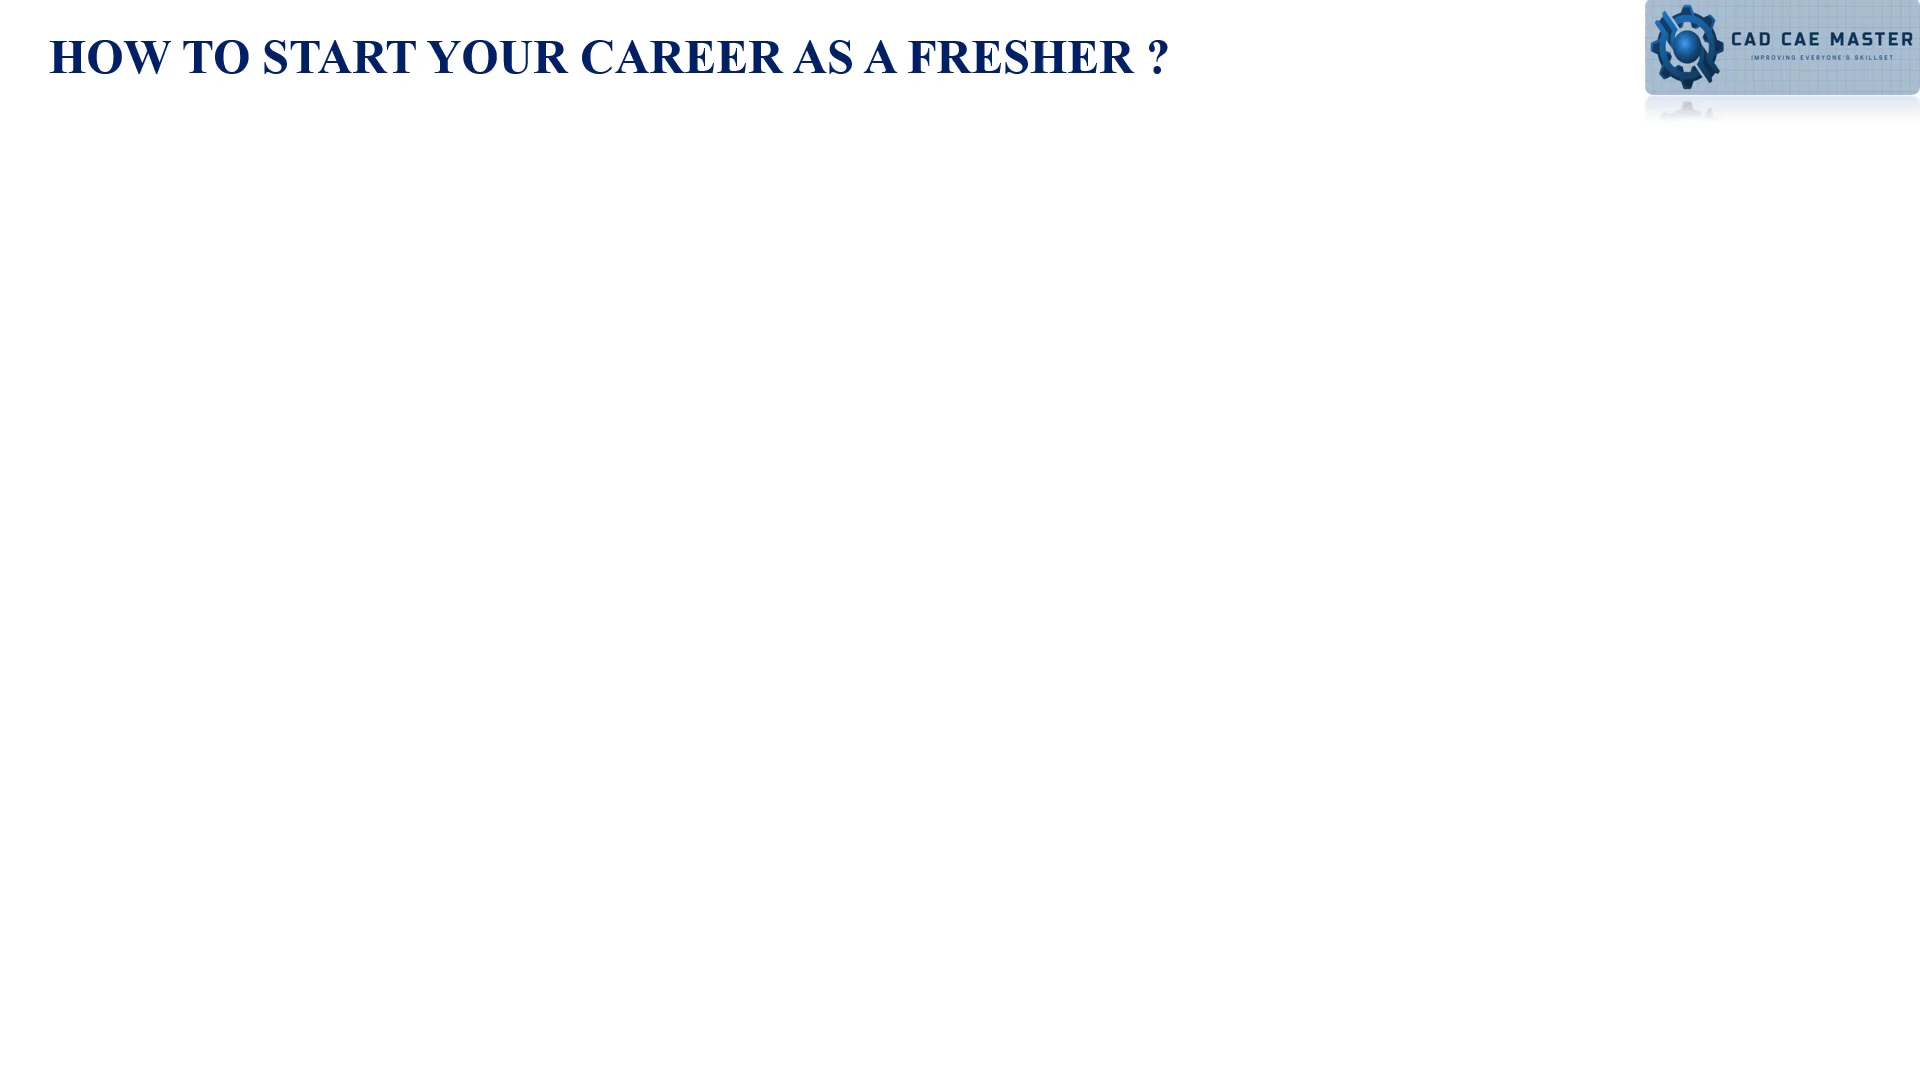 HOW TO START YOUR CAREER AS A FRESHER ?
CAD CAE MASTER
IMPROVING EVERYONE'S SKILLSET